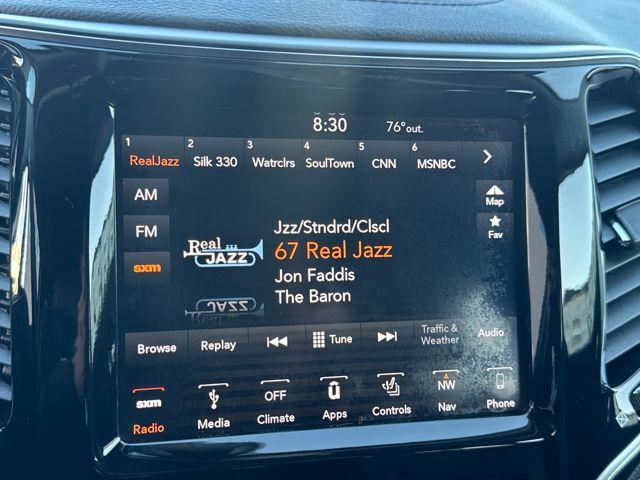 8:30 76°out.
1 2 3 4 5 6
RealJazz Silk 330 Watrclrs SoulTown CNN MSNBC
AM
Map
Jzz/Stndrd/Clscl
FM
Fav
Real JAZZ
67 Real Jazz
sxm
Jon Faddis
The Baron
Browse Replay Tune Traffic & Weather Audio
sxm OFF NW
Radio Media Climate Apps Controls Nav Phone